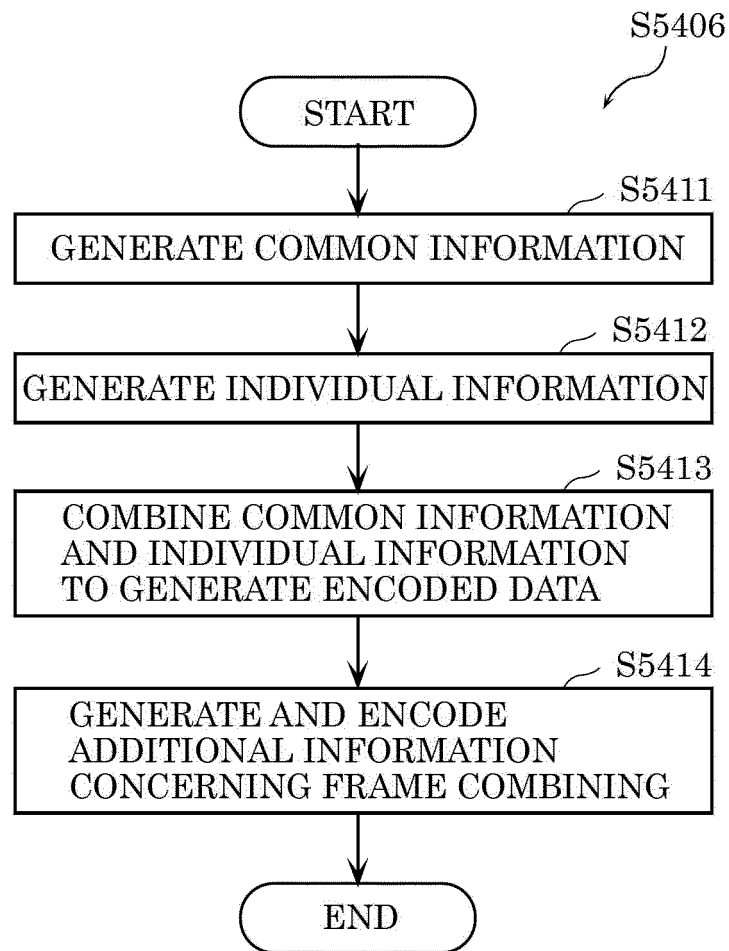 S5406
START
S5411
GENERATE COMMON INFORMATION
S5412
GENERATE INDIVIDUAL INFORMATION
S5413
COMBINE COMMON INFORMATION
AND INDIVIDUAL INFORMATION
TO GENERATE ENCODED DATA
S5414
GENERATE AND ENCODE
ADDITIONAL INFORMATION
CONCERNING FRAME COMBINING
END